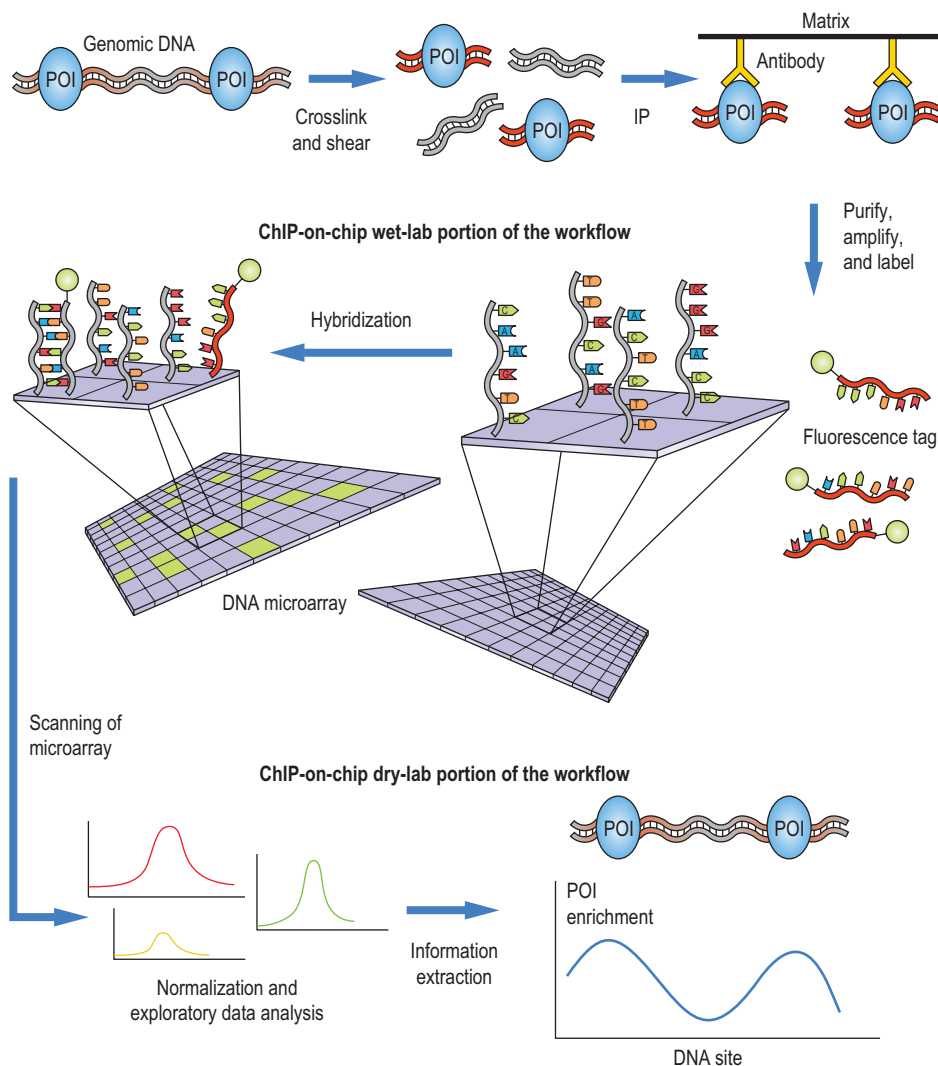 Genomic DNA
POI
POI
Crosslink
and shear
POI
POI
IP
Matrix
Antibody
POI
POI
Purify,
amplify,
and label
ChIP-on-chip wet-lab portion of the workflow
Hybridization
C
A
A
G
T
C
T
T
G
C
A
G
A
C
T
C
T
G
G
A
C
C
Fluorescence tag
DNA microarray
Scanning of
microarray
ChIP-on-chip dry-lab portion of the workflow
POI
POI
Normalization and
exploratory data analysis
Information
extraction
POI
enrichment
DNA site